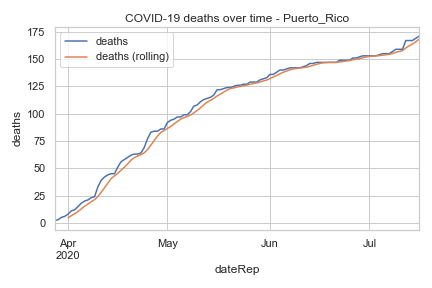 COVID-19 deaths over time - Puerto_Rico
deaths
deaths (rolling)
175
150
125
100
75
50
25
0
deaths
Apr
2020
May
Jun
Jul
dateRep